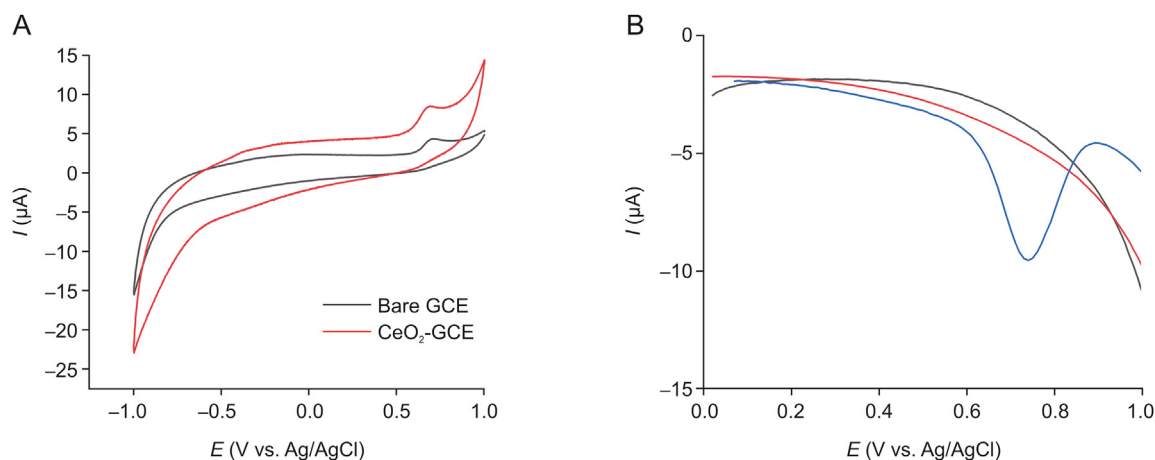 A
15
10
5
0
−5
−10
−15
−20
−25
I (µA)
Bare GCE
CeO₂-GCE
−1.0 −0.5 0.0 0.5 1.0
E (V vs. Ag/AgCl)
B
0
−5
−10
−15
I (µA)
0.0 0.2 0.4 0.6 0.8 1.0
E (V vs. Ag/AgCl)